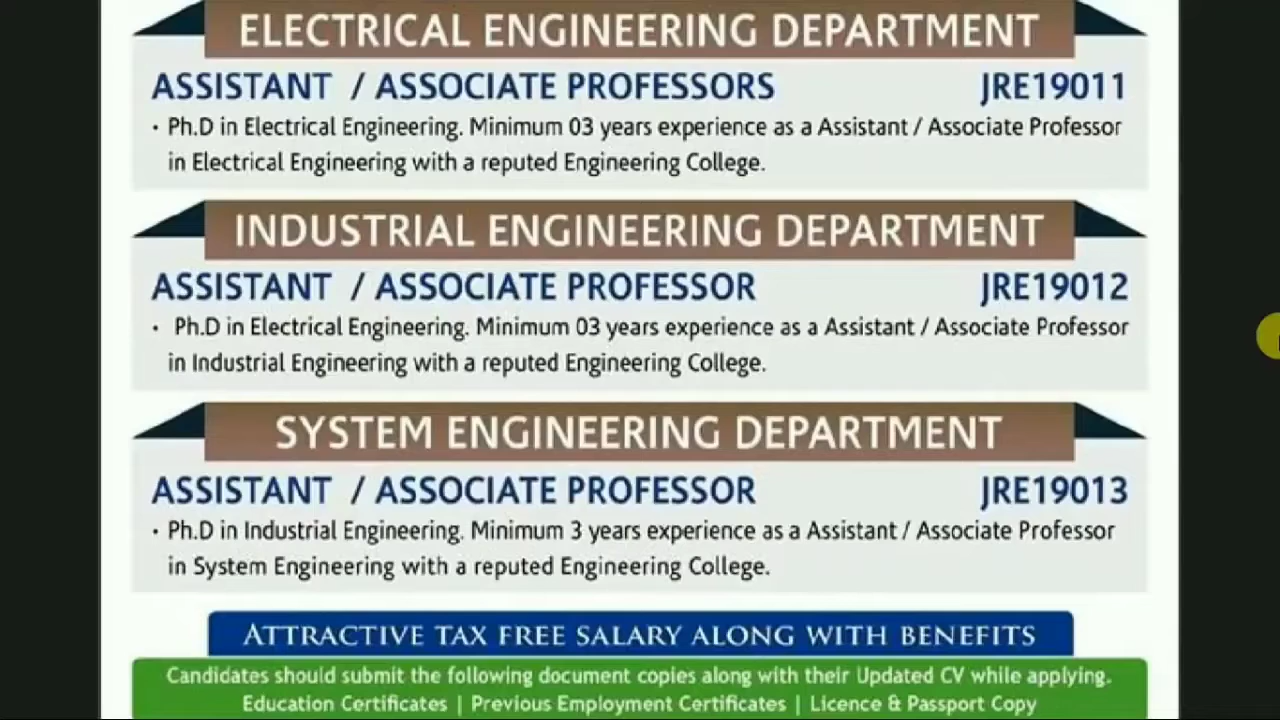 ELECTRICAL ENGINEERING DEPARTMENT
ASSISTANT / ASSOCIATE PROFESSORS JRE19011
• Ph.D in Electrical Engineering. Minimum 03 years experience as a Assistant / Associate Professor
in Electrical Engineering with a reputed Engineering College.
INDUSTRIAL ENGINEERING DEPARTMENT
ASSISTANT / ASSOCIATE PROFESSOR JRE19012
• Ph.D in Electrical Engineering. Minimum 03 years experience as a Assistant / Associate Professor
in Industrial Engineering with a reputed Engineering College.
SYSTEM ENGINEERING DEPARTMENT
ASSISTANT / ASSOCIATE PROFESSOR JRE19013
• Ph.D in Industrial Engineering. Minimum 3 years experience as a Assistant / Associate Professor
in System Engineering with a reputed Engineering College.
ATTRACTIVE TAX FREE SALARY ALONG WITH BENEFITS
Candidates should submit the following document copies along with their Updated CV while applying.
Education Certificates | Previous Employment Certificates | Licence & Passport Copy